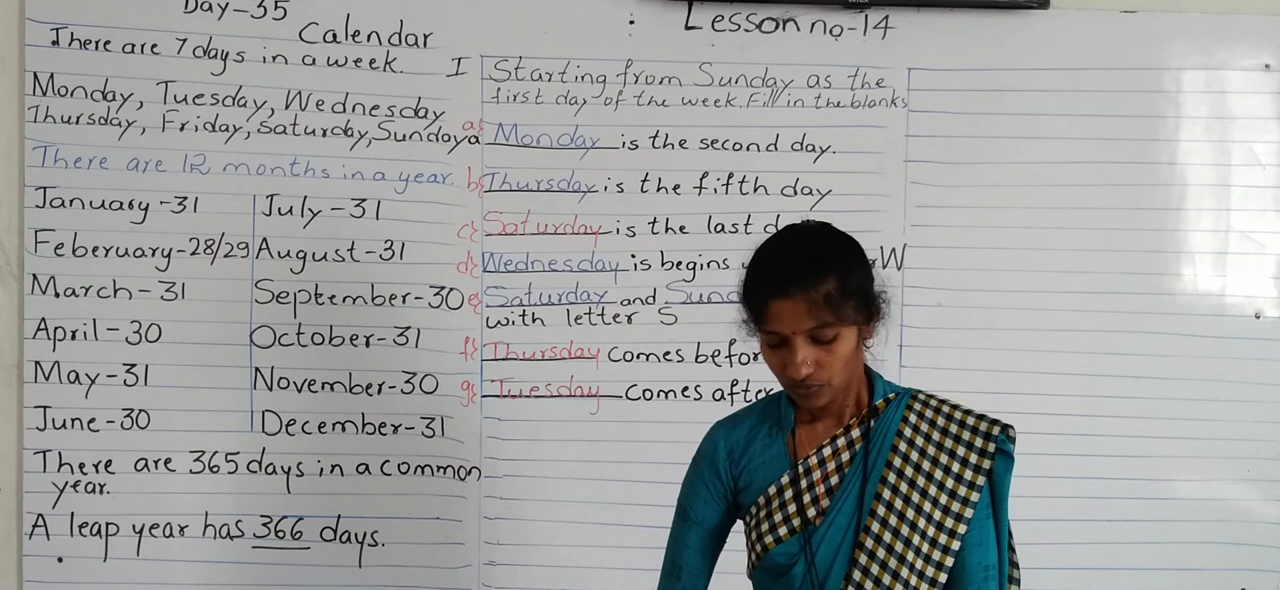 Day-35
Lesson no-14
Calendar :
There are 7 days in a week.
Monday, Tuesday, Wednesday
Thursday, Friday, Saturday, Sunday
There are 12 months in a year.
January-31 July-31
Feberuary-28/29 August-31
March-31 September-30
April-30 October-31
May-31 November-30
June-30 December-31
There are 365 days in a common
year.
A leap year has 366 days.
I Starting from Sunday as the
first day of the week. Fill in the blanks
a} Monday is the second day.
b} Thursday is the fifth day
c} Saturday is the last
d} Wednesday is begins W
e} Saturday and
with letter S
f} Thursday comes
g} Tuesday comes after